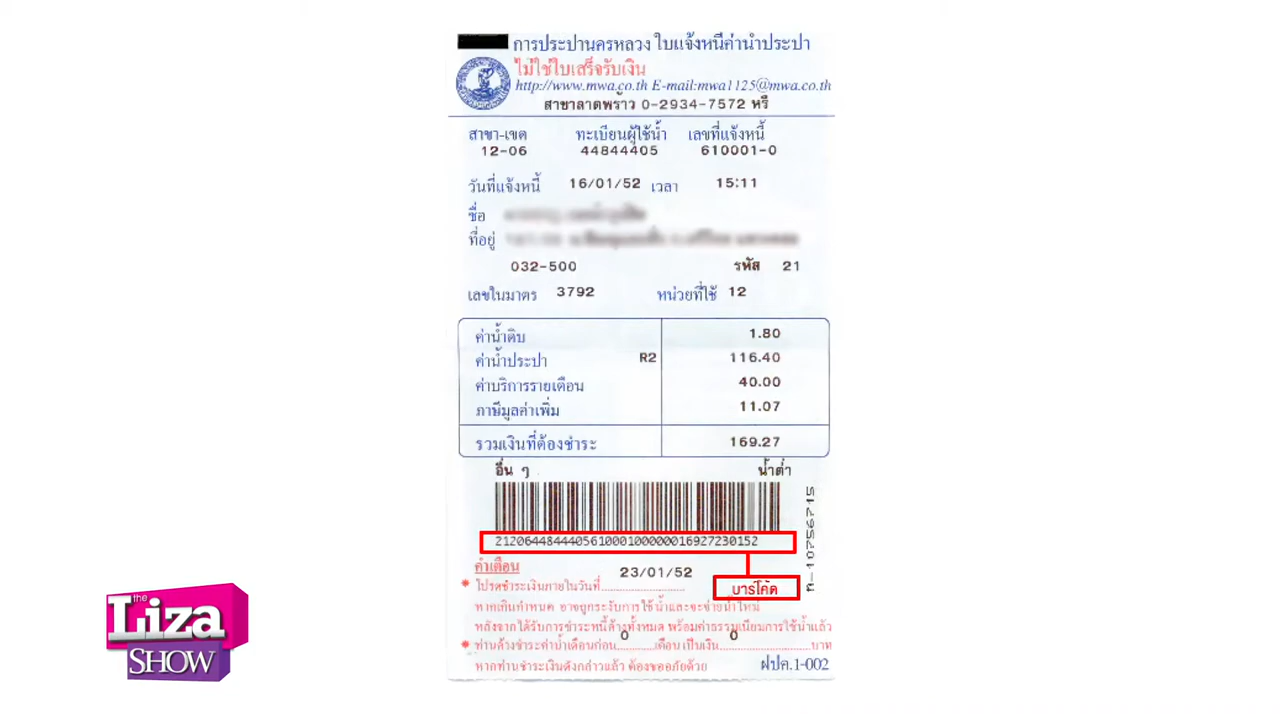 การประปานครหลวง ใบแจ้งหนี้ค่าน้ำประปา
ไม่ใช่ใบเสร็จรับเงิน
http://www.mwa.co.th E-mail:mwa1125@mwa.co.th
สาขาลาดพร้าว 0-2934-7572 หรื
สาขา-เขต ทะเบียนผู้ใช้น้ำ เลขที่แจ้งหนี้
12-06 44844405 610001-0
วันที่แจ้งหนี้ 16/01/52 เวลา 15:11
ชื่อ
ที่อยู่
032-500 รหัส 21
เลขในมาตร 3792 หน่วยที่ใช้ 12
ค่าน้ำดิบ 1.80
ค่าน้ำประปา R2 116.40
ค่าบริการรายเดือน 40.00
ภาษีมูลค่าเพิ่ม 11.07
รวมเงินที่ต้องชำระ 169.27
อื่น ๆ น้ำต่ำ
212064484440561000100000016927230152
ที่-10756715
คำเตือน
* โปรดชำระเงินภายในวันที่ 23/01/52
บาร์โค้ด
หากเกินกำหนด อาจถูกระงับการใช้น้ำและจะจ่ายน้ำใหม่
หลังจากได้รับการชำระหนี้ล้างทั้งหมด พร้อมค่าธรรมเนียมการใช้น้ำแล้ว
* ท่านค้างชำระค่าน้ำเดือนก่อน 0 เดือน เป็นเงิน 0 บาท
หากท่านชำระเงินดังกล่าวแล้ว ต้องขออภัยด้วย
ฝปค.1-002
the
Liza
SHOW